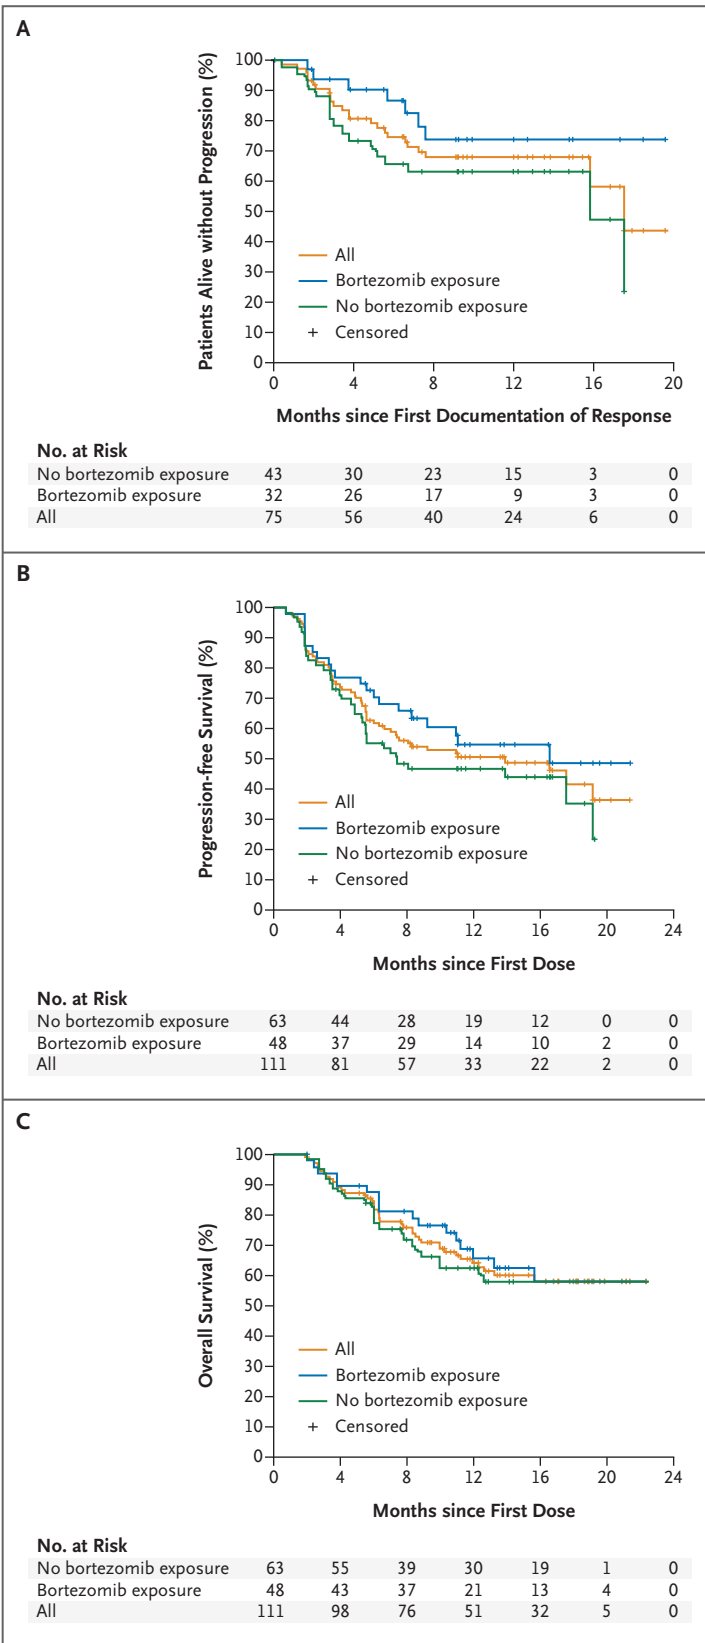 A
Patients Alive without Progression (%)
100
90
80
70
60
50
40
30
20
10
0
All
Bortezomib exposure
No bortezomib exposure
+ Censored
0 4 8 12 16 20
Months since First Documentation of Response
No. at Risk
No bortezomib exposure 43 30 23 15 3 0
Bortezomib exposure 32 26 17 9 3 0
All 75 56 40 24 6 0
B
Progression-free Survival (%)
100
90
80
70
60
50
40
30
20
10
0
All
Bortezomib exposure
No bortezomib exposure
+ Censored
0 4 8 12 16 20 24
Months since First Dose
No. at Risk
No bortezomib exposure 63 44 28 19 12 0 0
Bortezomib exposure 48 37 29 14 10 2 0
All 111 81 57 33 22 2 0
C
Overall Survival (%)
100
90
80
70
60
50
40
30
20
10
0
All
Bortezomib exposure
No bortezomib exposure
+ Censored
0 4 8 12 16 20 24
Months since First Dose
No. at Risk
No bortezomib exposure 63 55 39 30 19 1 0
Bortezomib exposure 48 43 37 21 13 4 0
All 111 98 76 51 32 5 0